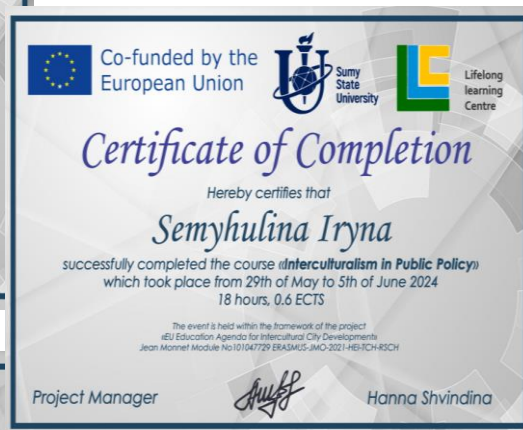 Co-funded by the
European Union
Sumy
State
University
Lifelong
learning
Centre
Certificate of Completion
Hereby certifies that
Semyhulina Iryna
successfully completed the course «Interculturalism in Public Policy»
which took place from 29th of May to 5th of June 2024
18 hours, 0.6 ECTS
The event is held within the framework of the project
«EU Education Agenda for Intercultural City Development»
Jean Monnet Module No101047729 ERASMUS-JMO-2021-HEI-TCH-RSCH
Project Manager
Hanna Shvindina